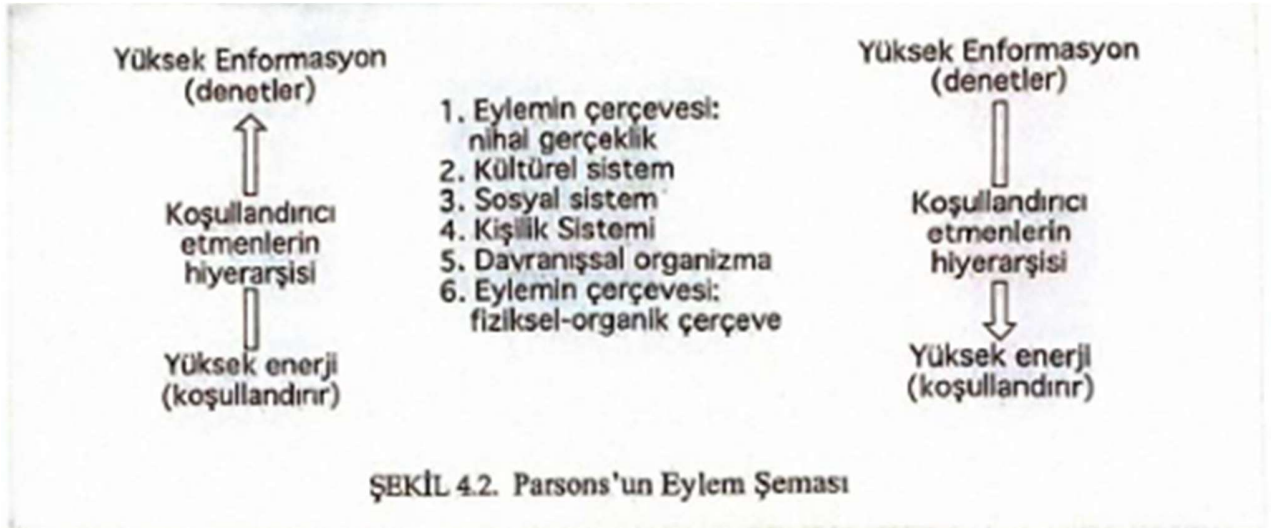 Yüksek Enformasyon
(denetler)
Koşullandırıcı
etmenlerin
hiyerarşisi
Yüksek enerji
(koşullandırır)
1. Eylemin çerçevesi:
nihal gerçeklik
2. Kültürel sistem
3. Sosyal sistem
4. Kişilik Sistemi
5. Davranışsal organizma
6. Eylemin çerçevesi:
fiziksel-organik çerçeve
Yüksek Enformasyon
(denetler)
Koşullandırıcı
etmenlerin
hiyerarşisi
Yüksek enerji
(koşullandırır)
ŞEKİL 4.2. Parsons'un Eylem Şeması